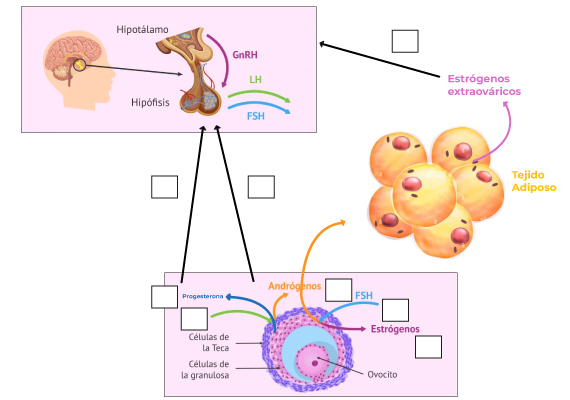 Hipotálamo
GnRH
LH
Hipófisis
FSH
Estrógenos
extraováricos
Tejido
Adiposo
Andrógenos
Progesterona
FSH
Estrógenos
Células de
la Teca
Células de
la granulosa
Ovocito